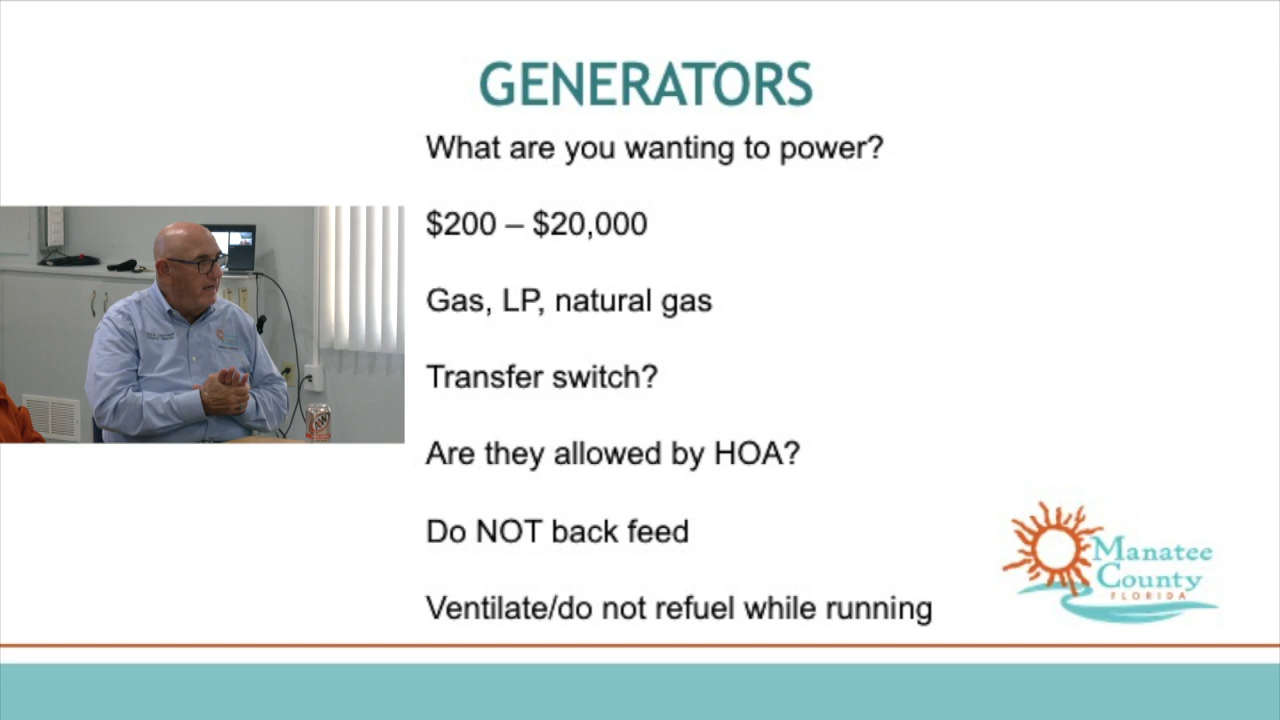 GENERATORS
What are you wanting to power?
$200 – $20,000
Gas, LP, natural gas
Transfer switch?
Are they allowed by HOA?
Do NOT back feed
Ventilate/do not refuel while running
Manatee
County
FLORIDA
A&W